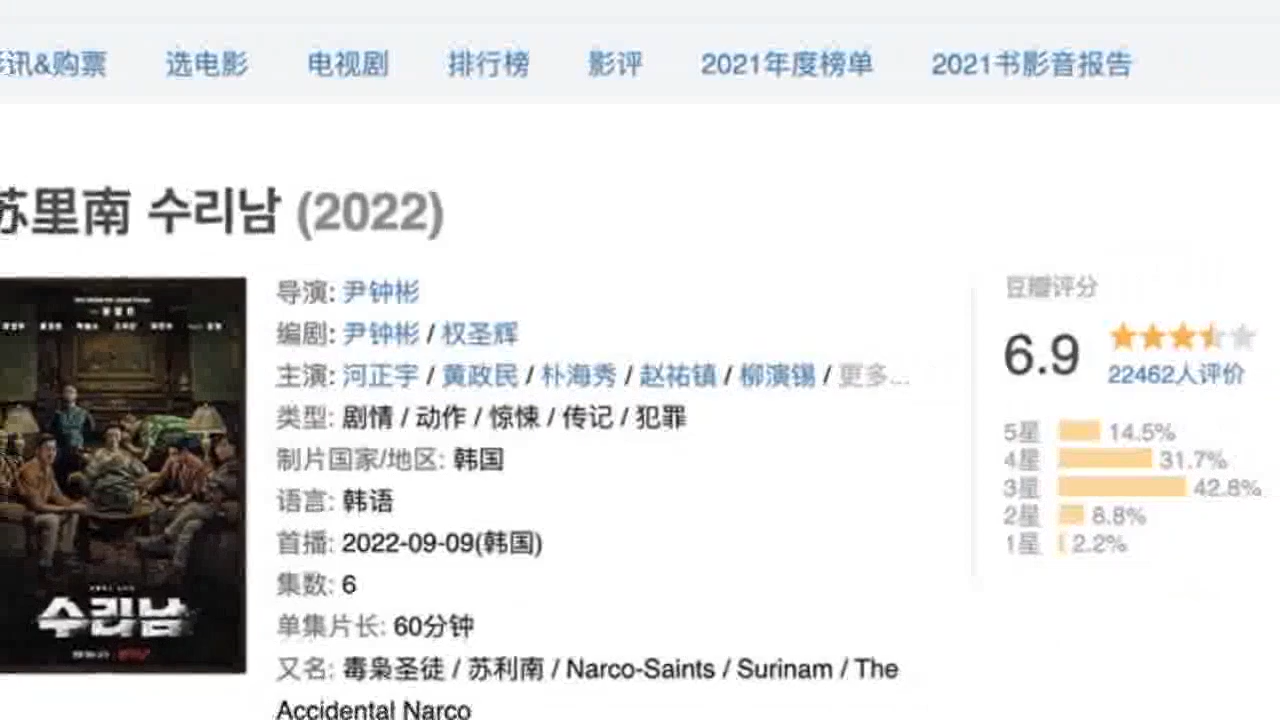 讯&购票 选电影 电视剧 排行榜 影评 2021年度榜单 2021书影音报告
苏里南 수리남 (2022)
导演: 尹钟彬
编剧: 尹钟彬 / 权圣辉
主演: 河正宇 / 黄政民 / 朴海秀 / 赵祐镇 / 柳演锡 / 更多...
类型: 剧情 / 动作 / 惊悚 / 传记 / 犯罪
制片国家/地区: 韩国
语言: 韩语
首播: 2022-09-09(韩国)
集数: 6
单集片长: 60分钟
又名: 毒枭圣徒 / 苏利南 / Narco-Saints / Surinam / The
Accidental Narco
豆瓣评分
6.9
22462人评价
5星 14.5%
4星 31.7%
3星 42.8%
2星 8.8%
1星 2.2%
수리남